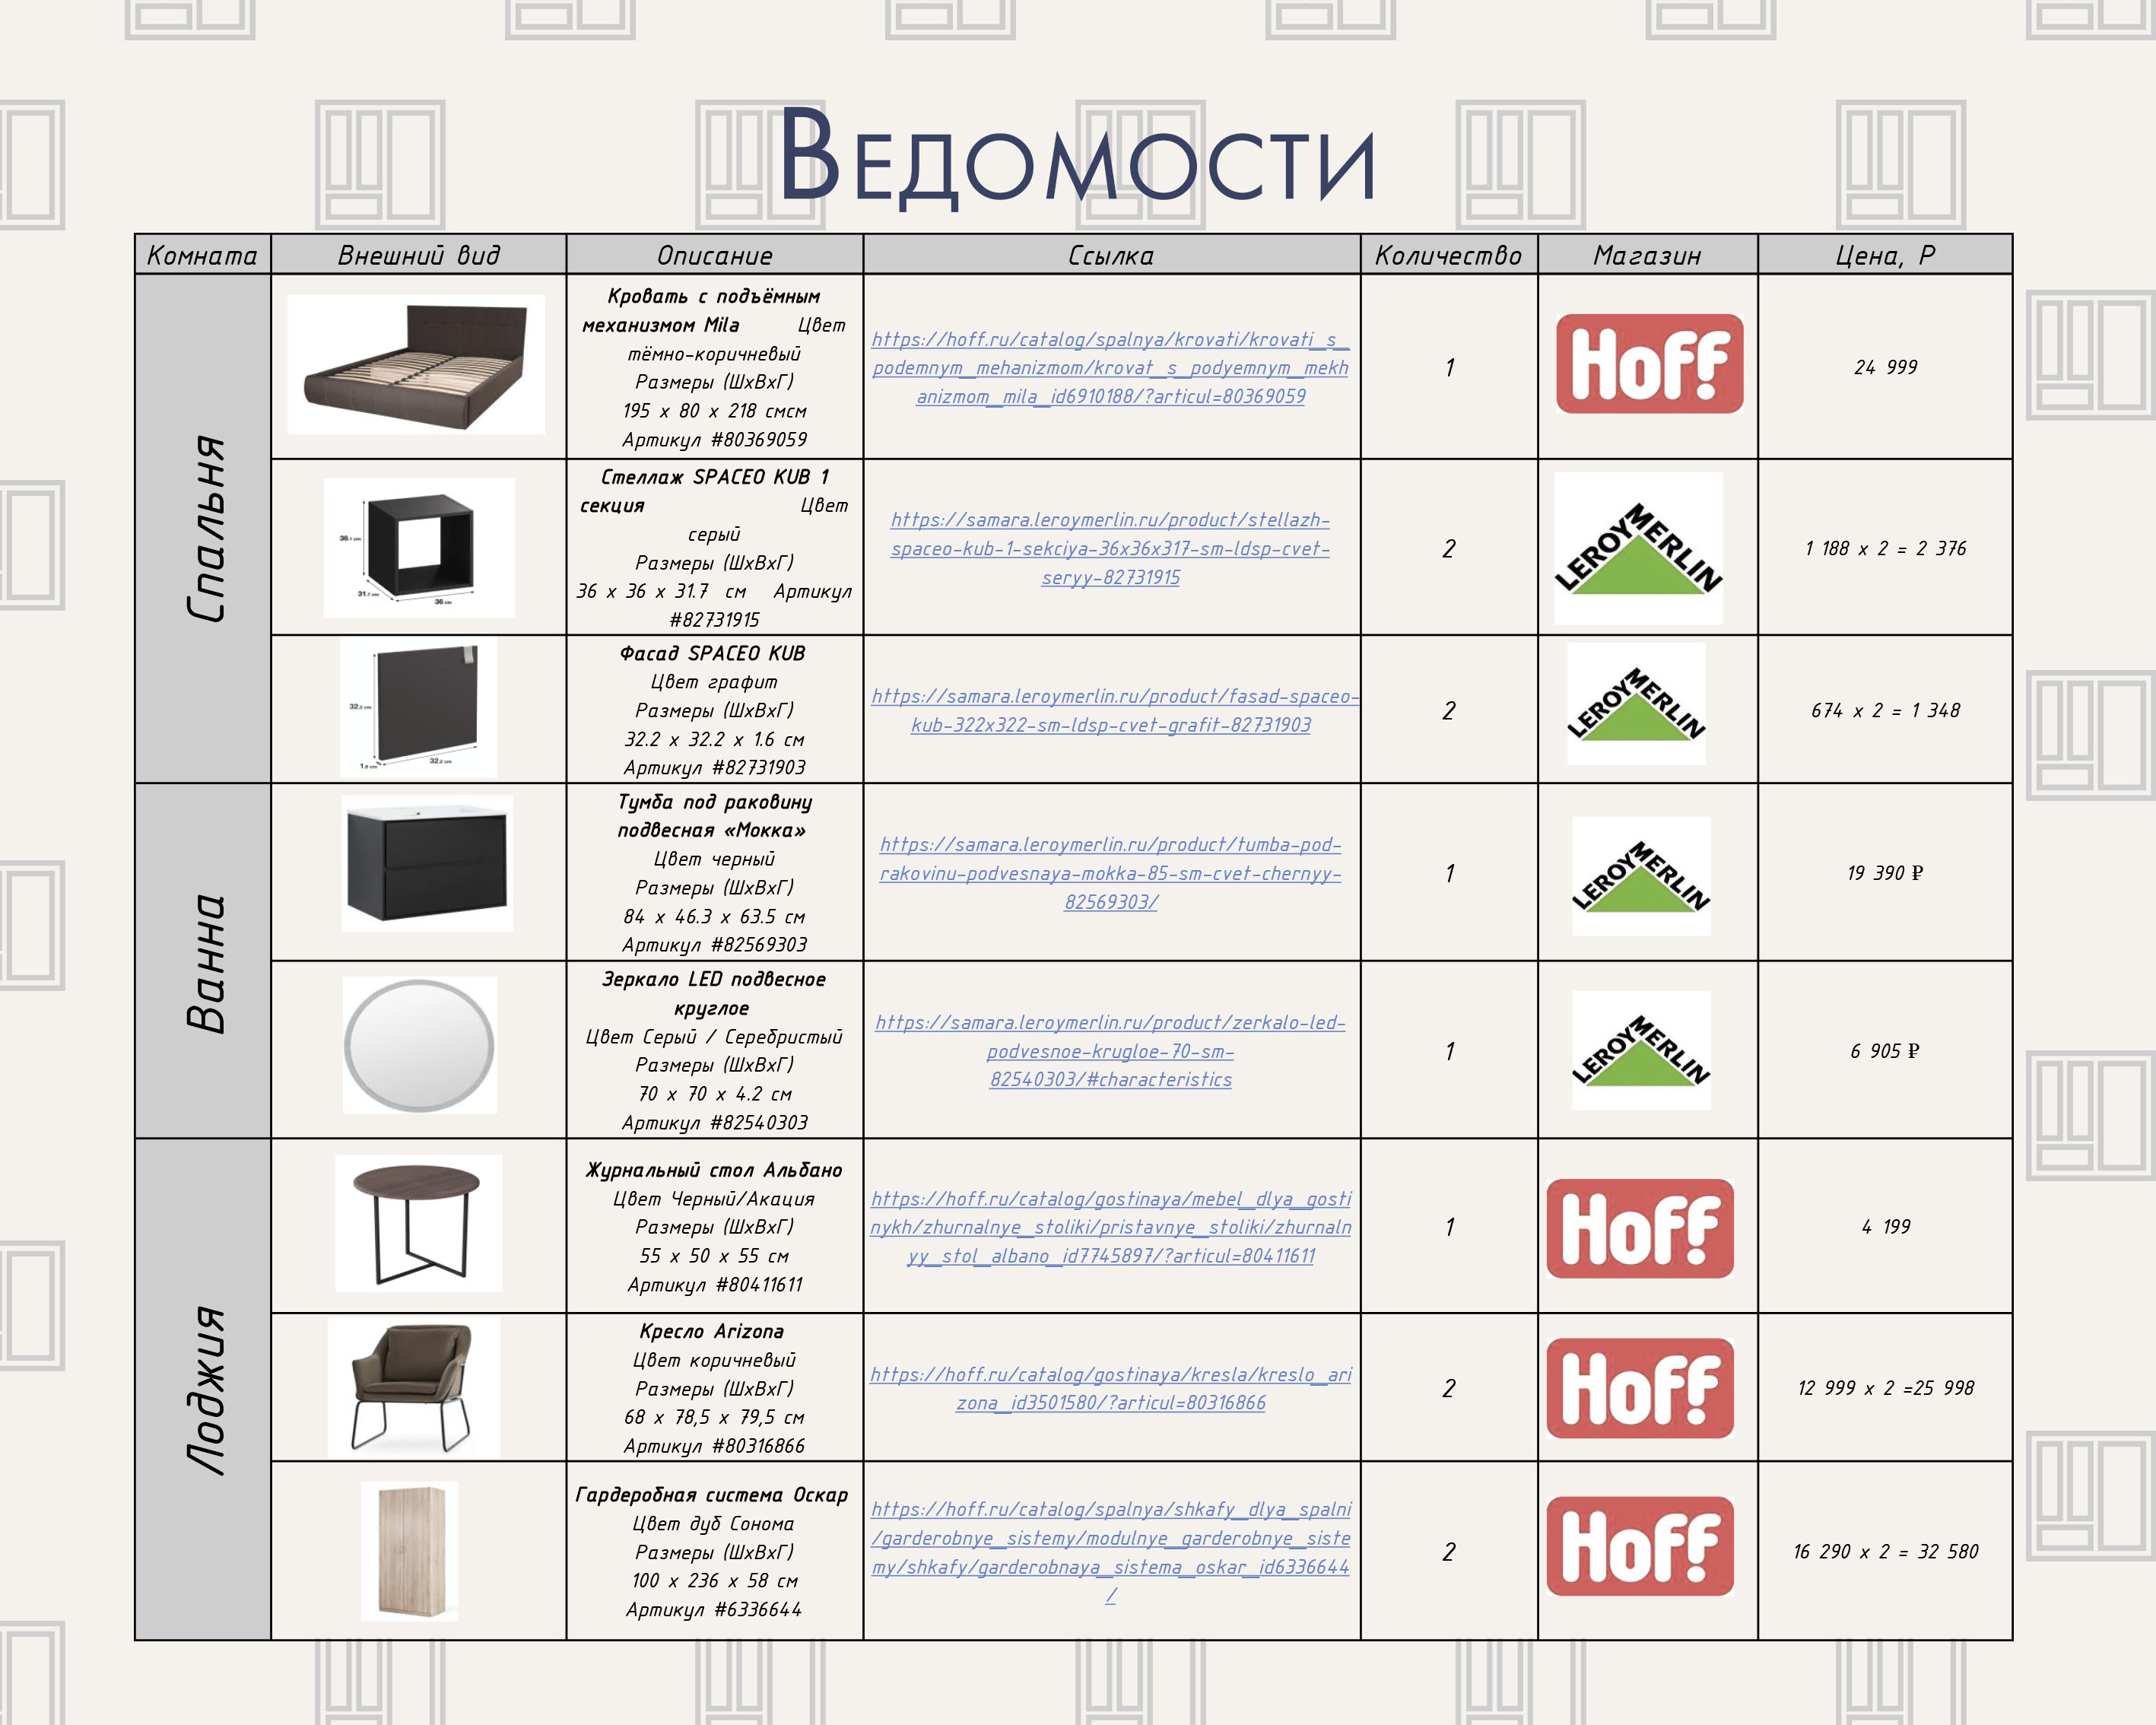 Ведомости
Комната Внешний вид Описание Ссылка Количество Магазин Цена, Р
Спальня
Кровать с подъёмным
механизмом Mila Цвет
тёмно-коричневый
Размеры (ШхВхГ)
195 х 80 х 218 смсм
Артикул #80369059
https://hoff.ru/catalog/spalnya/krovati/krovati_s_
podemnym_mehanizmom/krovat_s_podyemnym_mekh
anizmom_mila_id6910188/?articul=80369059
1
Hoff
24 999
36.1 cm
31.7 cm
36 cm
Стеллаж SPACEO KUB 1
секция Цвет
серый
Размеры (ШхВхГ)
36 х 36 х 31.7 см Артикул
#82731915
https://samara.leroymerlin.ru/product/stellazh-
spaceo-kub-1-sekciya-36x36x317-sm-ldsp-cvet-
seryy-82731915
2
LEROY MERLIN
1 188 х 2 = 2 376
32.2 cm
1.6 cm
32.2 cm
Фасад SPACEO KUB
Цвет графит
Размеры (ШхВхГ)
32.2 х 32.2 х 1.6 см
Артикул #82731903
https://samara.leroymerlin.ru/product/fasad-spaceo-
kub-322x322-sm-ldsp-cvet-grafit-82731903
2
LEROY MERLIN
674 х 2 = 1 348
Ванна
Тумба под раковину
подвесная «Мокка»
Цвет черный
Размеры (ШхВхГ)
84 х 46.3 х 63.5 см
Артикул #82569303
https://samara.leroymerlin.ru/product/tumba-pod-
rakovinu-podvesnaya-mokka-85-sm-cvet-chernyy-
82569303/
1
LEROY MERLIN
19 390 ₽
Зеркало LED подвесное
круглое
Цвет Серый / Серебристый
Размеры (ШхВхГ)
70 х 70 х 4.2 см
Артикул #82540303
https://samara.leroymerlin.ru/product/zerkalo-led-
podvesnoe-krugloe-70-sm-
82540303/#characteristics
1
LEROY MERLIN
6 905 ₽
Лоджия
Журнальный стол Альбано
Цвет Черный/Акация
Размеры (ШхВхГ)
55 х 50 х 55 см
Артикул #80411611
https://hoff.ru/catalog/gostinaya/mebel_dlya_gosti
nykh/zhurnalnye_stoliki/pristavnye_stoliki/zhurnaln
yy_stol_albano_id7745897/?articul=80411611
1
Hoff
4 199
Кресло Arizona
Цвет коричневый
Размеры (ШхВхГ)
68 х 78,5 х 79,5 см
Артикул #80316866
https://hoff.ru/catalog/gostinaya/kresla/kreslo_ari
zona_id3501580/?articul=80316866
2
Hoff
12 999 х 2 =25 998
Гардеробная система Оскар
Цвет дуб Сонома
Размеры (ШхВхГ)
100 х 236 х 58 см
Артикул #6336644
https://hoff.ru/catalog/spalnya/shkafy_dlya_spalni
/garderobnye_sistemy/modulnye_garderobnye_siste
my/shkafy/garderobnaya_sistema_oskar_id6336644
/
2
Hoff
16 290 х 2 = 32 580